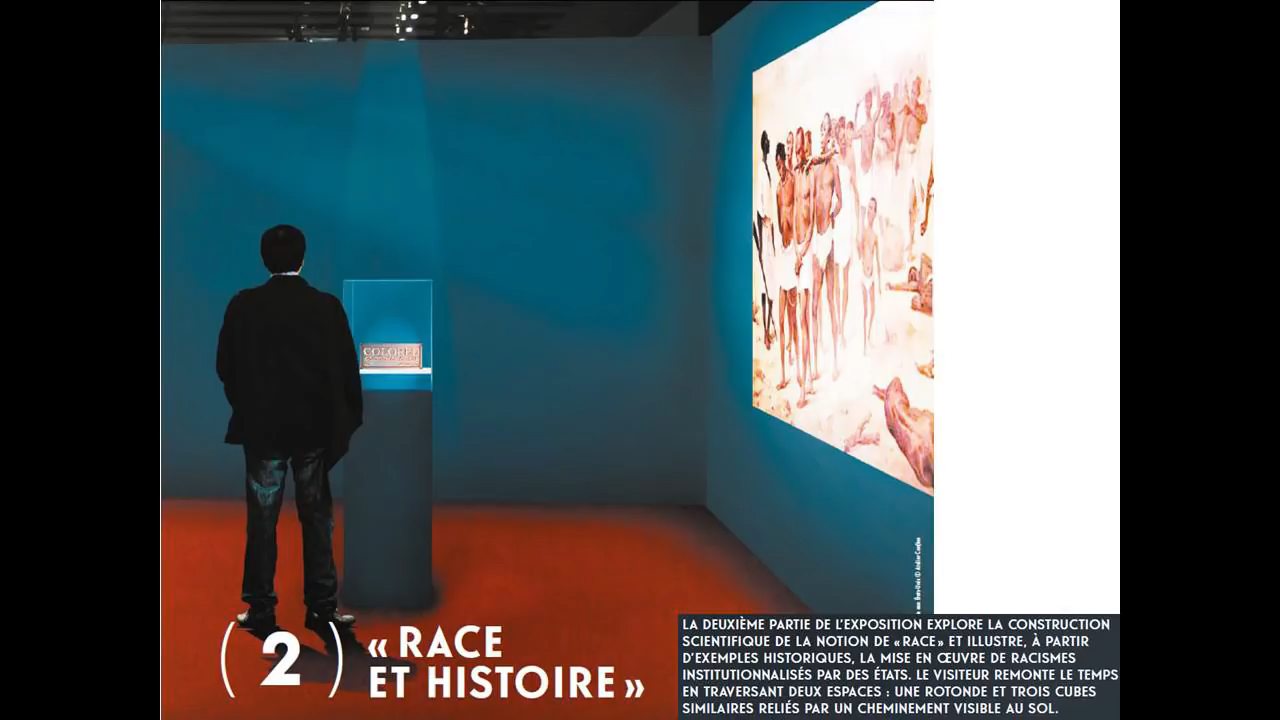 COLORED
( 2 )
« RACE
ET HISTOIRE »
LA DEUXIÈME PARTIE DE L'EXPOSITION EXPLORE LA CONSTRUCTION
SCIENTIFIQUE DE LA NOTION DE « RACE » ET ILLUSTRE, À PARTIR
D'EXEMPLES HISTORIQUES, LA MISE EN ŒUVRE DE RACISMES
INSTITUTIONNALISÉS PAR DES ÉTATS. LE VISITEUR REMONTE LE TEMPS
EN TRAVERSANT DEUX ESPACES : UNE ROTONDE ET TROIS CUBES
SIMILAIRES RELIÉS PAR UN CHEMINEMENT VISIBLE AU SOL.